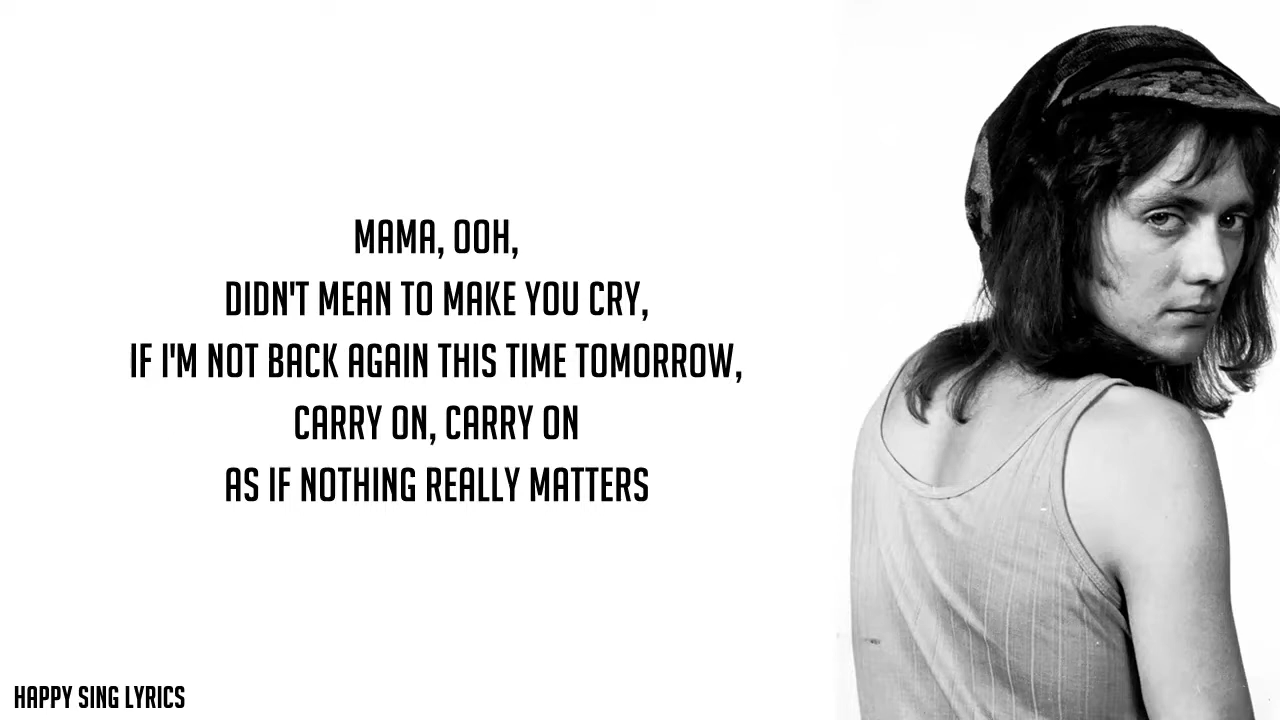 MAMA, OOH,
DIDN'T MEAN TO MAKE YOU CRY,
IF I'M NOT BACK AGAIN THIS TIME TOMORROW,
CARRY ON, CARRY ON
AS IF NOTHING REALLY MATTERS
HAPPY SING LYRICS